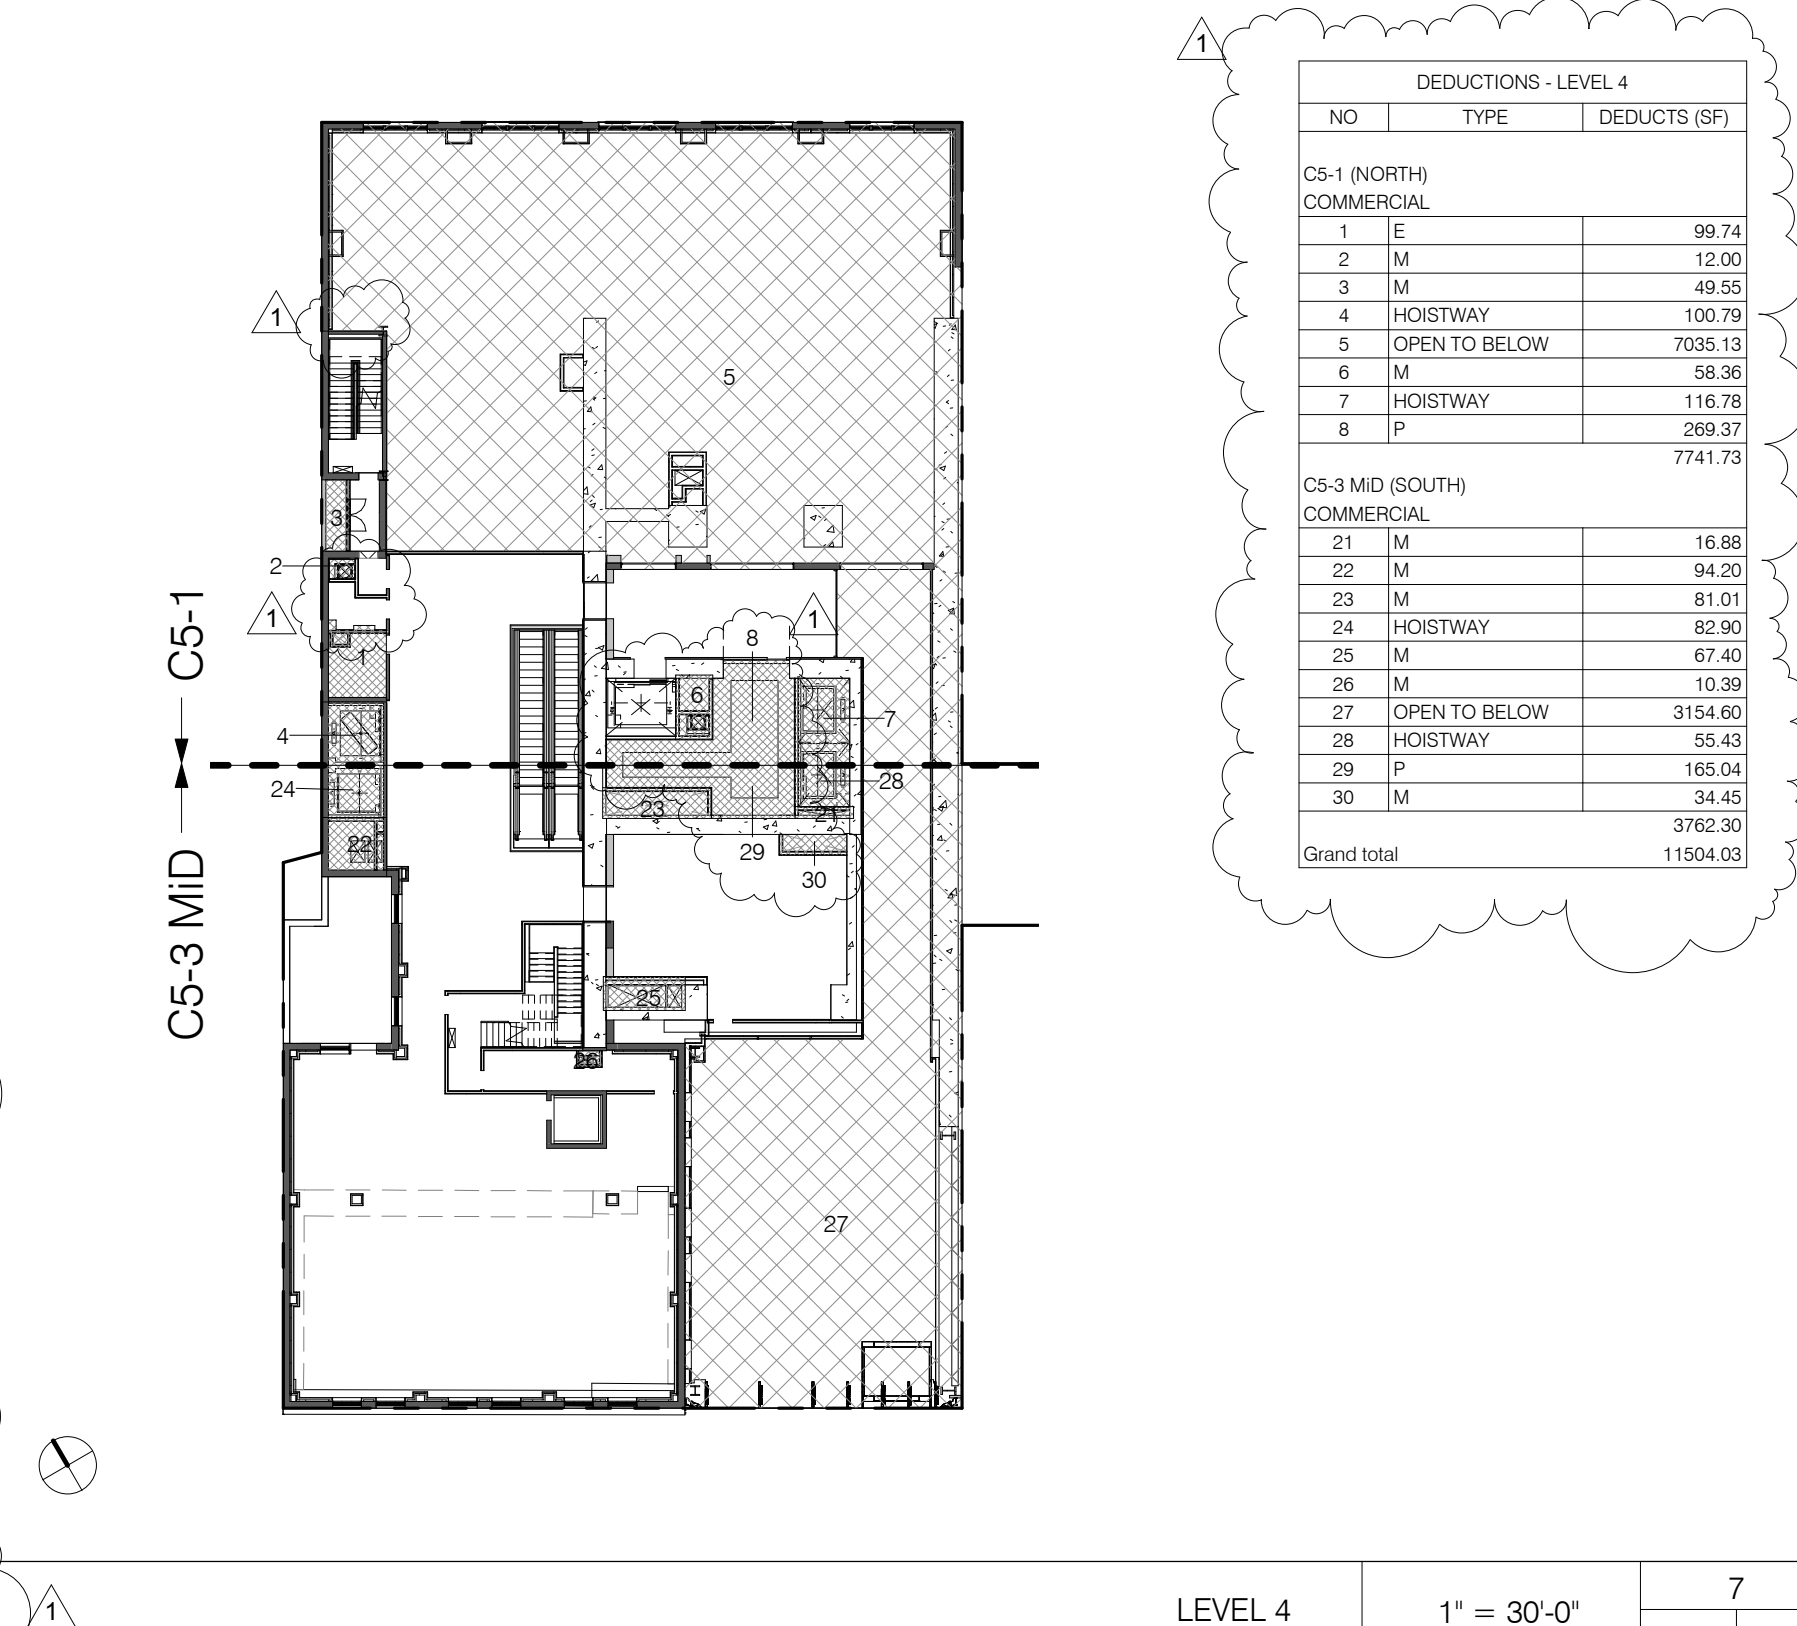 1
DEDUCTIONS - LEVEL 4
NO TYPE DEDUCTS (SF)
C5-1 (NORTH)
COMMERCIAL
1 E 99.74
2 M 12.00
3 M 49.55
4 HOISTWAY 100.79
5 OPEN TO BELOW 7035.13
6 M 58.36
7 HOISTWAY 116.78
8 P 269.37
7741.73
C5-3 MiD (SOUTH)
COMMERCIAL
21 M 16.88
22 M 94.20
23 M 81.01
24 HOISTWAY 82.90
25 M 67.40
26 M 10.39
27 OPEN TO BELOW 3154.60
28 HOISTWAY 55.43
29 P 165.04
30 M 34.45
3762.30
Grand total 11504.03
1
5
3
2
1
1
8
1
6
7
4
24
28
23
21
22
29
30
25
26
27
C5-1
C5-3 MiD
1
LEVEL 4
1" = 30'-0"
7